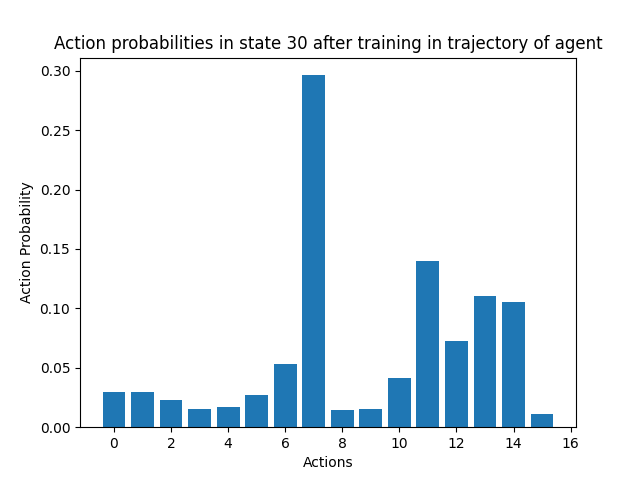 Action probabilities in state 30 after training in trajectory of agent
0.30
0.25
0.20
0.15
0.10
0.05
0.00
Action Probability
0 2 4 6 8 10 12 14 16
Actions